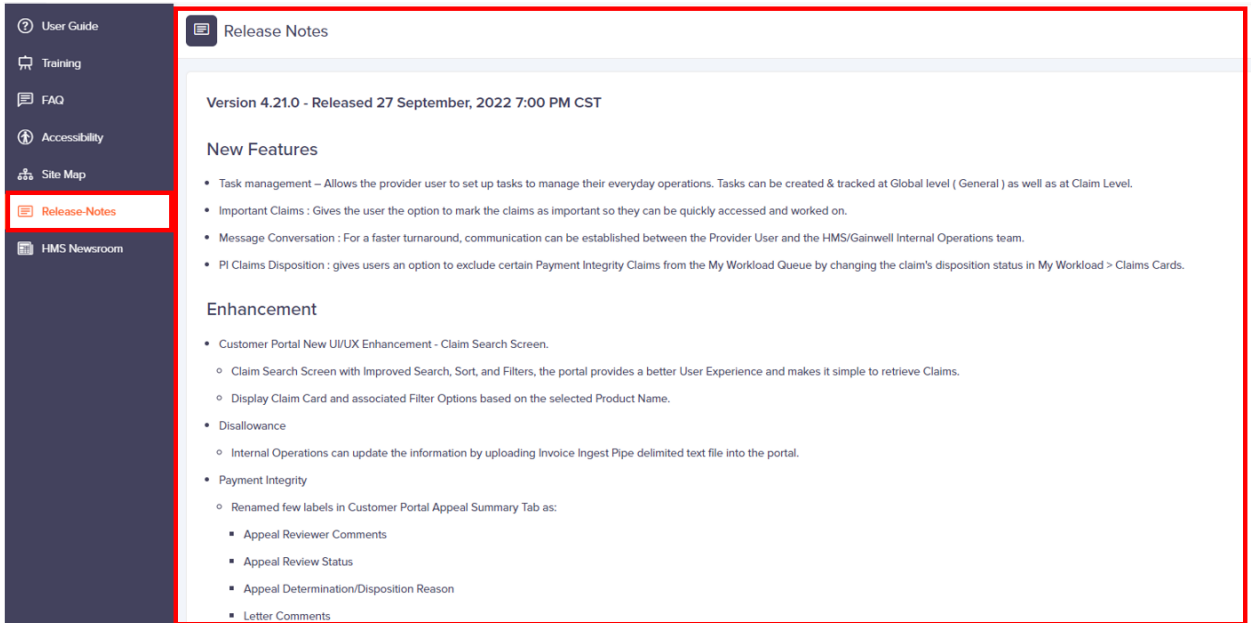 User Guide
Training
FAQ
Accessibility
Site Map
Release-Notes
HMS Newsroom
Release Notes
Version 4.21.0 - Released 27 September, 2022 7:00 PM CST
New Features
• Task management – Allows the provider user to set up tasks to manage their everyday operations. Tasks can be created & tracked at Global level ( General ) as well as at Claim Level.
• Important Claims : Gives the user the option to mark the claims as important so they can be quickly accessed and worked on.
• Message Conversation : For a faster turnaround, communication can be established between the Provider User and the HMS/Gainwell Internal Operations team.
• PI Claims Disposition : gives users an option to exclude certain Payment Integrity Claims from the My Workload Queue by changing the claim's disposition status in My Workload > Claims Cards.
Enhancement
• Customer Portal New UI/UX Enhancement - Claim Search Screen.
◦ Claim Search Screen with Improved Search, Sort, and Filters, the portal provides a better User Experience and makes it simple to retrieve Claims.
◦ Display Claim Card and associated Filter Options based on the selected Product Name.
• Disallowance
◦ Internal Operations can update the information by uploading Invoice Ingest Pipe delimited text file into the portal.
• Payment Integrity
◦ Renamed few labels in Customer Portal Appeal Summary Tab as:
▪ Appeal Reviewer Comments
▪ Appeal Review Status
▪ Appeal Determination/Disposition Reason
▪ Letter Comments